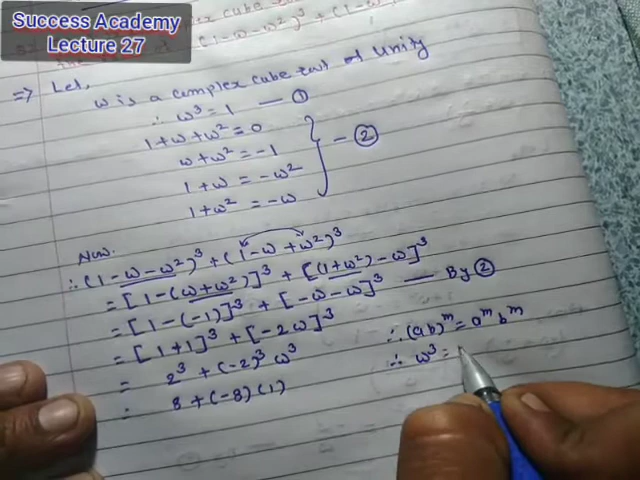 Success Academy
Lecture 27
⇒ Let,
ω is a complex cube root of unity
∴ ω³ = 1 — ①
1 + ω + ω² = 0
ω + ω² = -1
1 + ω = -ω² } — ②
1 + ω² = -ω
Now.
∴ (1 - ω - ω²)³ + (1 - ω + ω²)³
= [1 - (ω + ω²)]³ + [(1 + ω²) - ω]³
= [1 - (-1)]³ + [-ω - ω]³ — By ②
= [1 + 1]³ + [-2ω]³ ∴ (ab)ᵐ = aᵐ bᵐ
= 2³ + (-2)³ ω³ ∴ ω³ =
= 8 + (-8)(1)